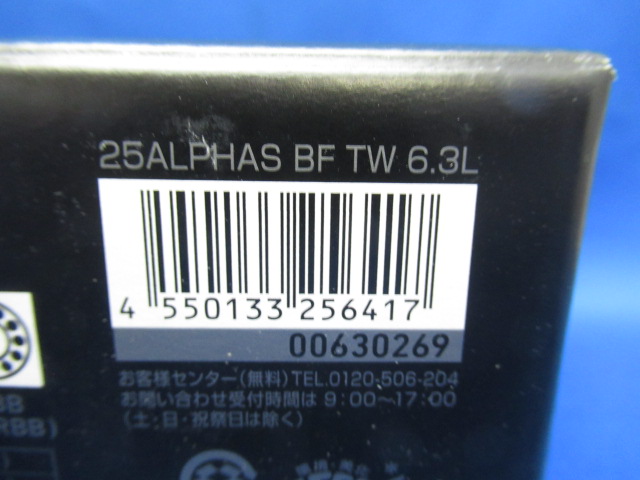 25ALPHAS BF TW 6.3L
4 550133 256417
00630269
お客様センター(無料)TEL.0120-506-204
お問い合わせ受付時間は 9:00~17:00
(土・日・祝祭日は除く)
BB
RBB)